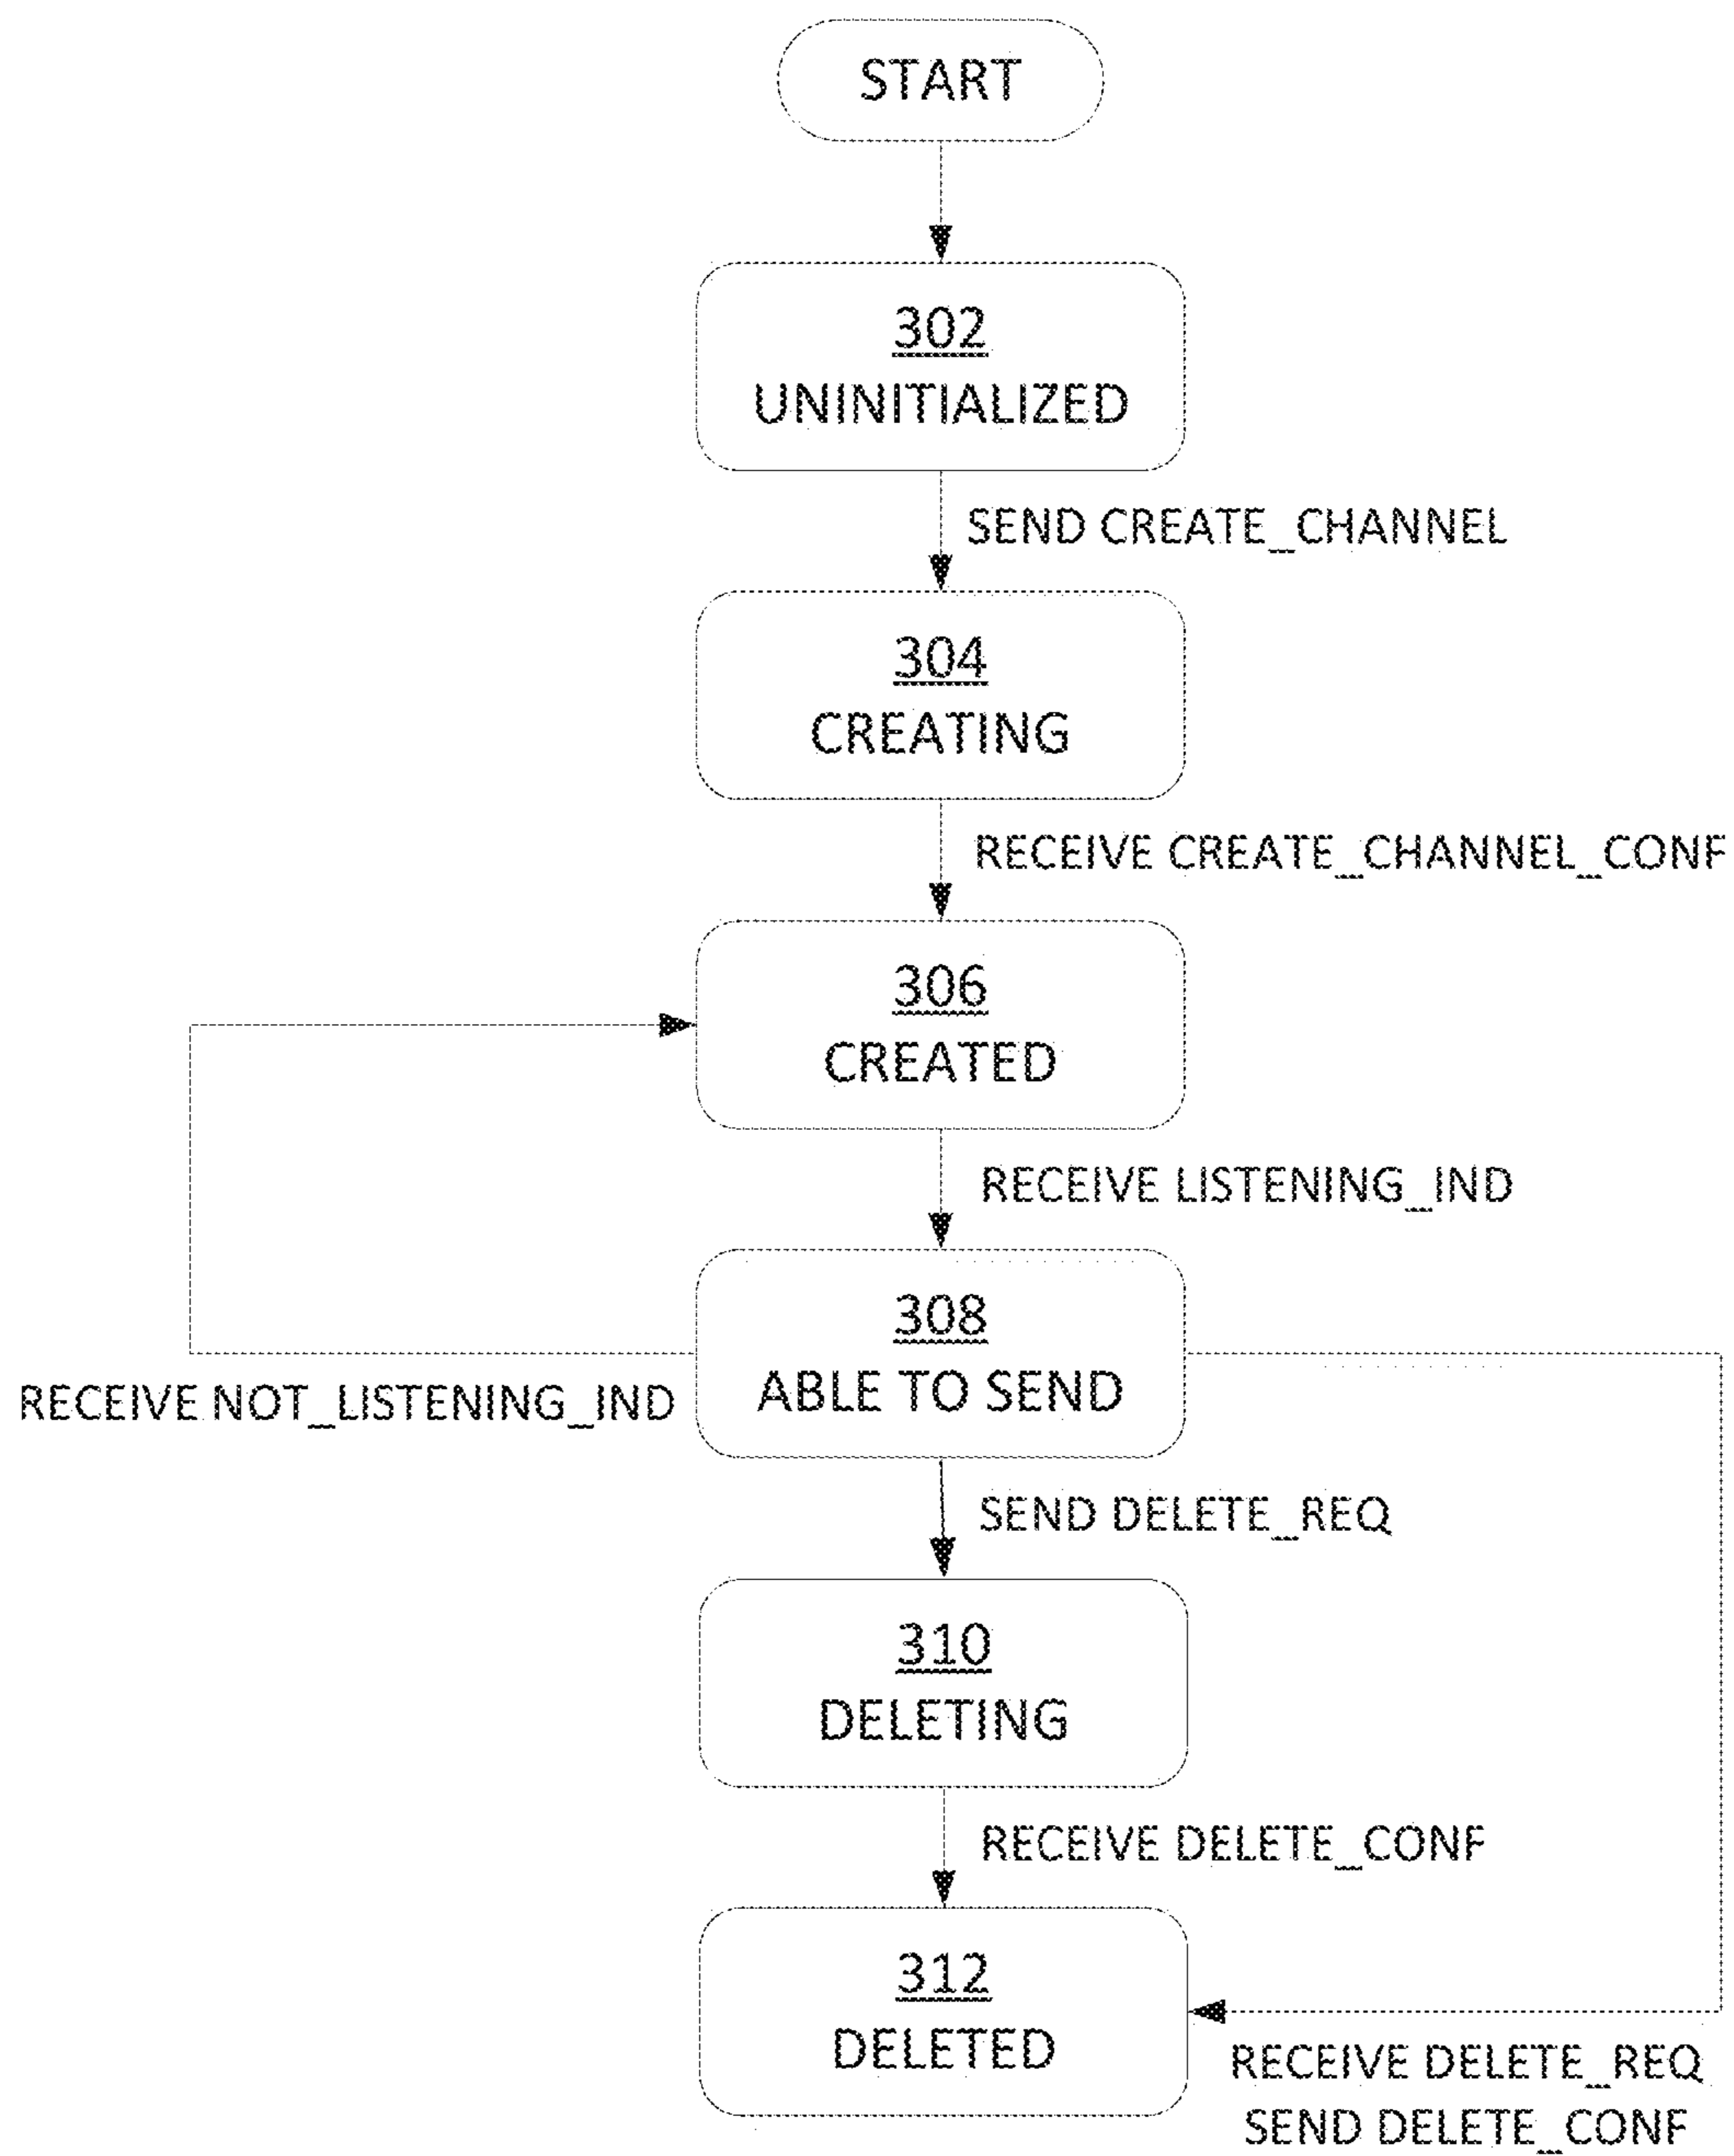 START
302
UNINITIALIZED
SEND CREATE_CHANNEL
304
CREATING
RECEIVE CREATE_CHANNEL_CONF
306
CREATED
RECEIVE LISTENING_IND
308
ABLE TO SEND
RECEIVE NOT_LISTENING_IND
SEND DELETE_REQ
310
DELETING
RECEIVE DELETE_CONF
312
DELETED
RECEIVE DELETE_REQ
SEND DELETE_CONF